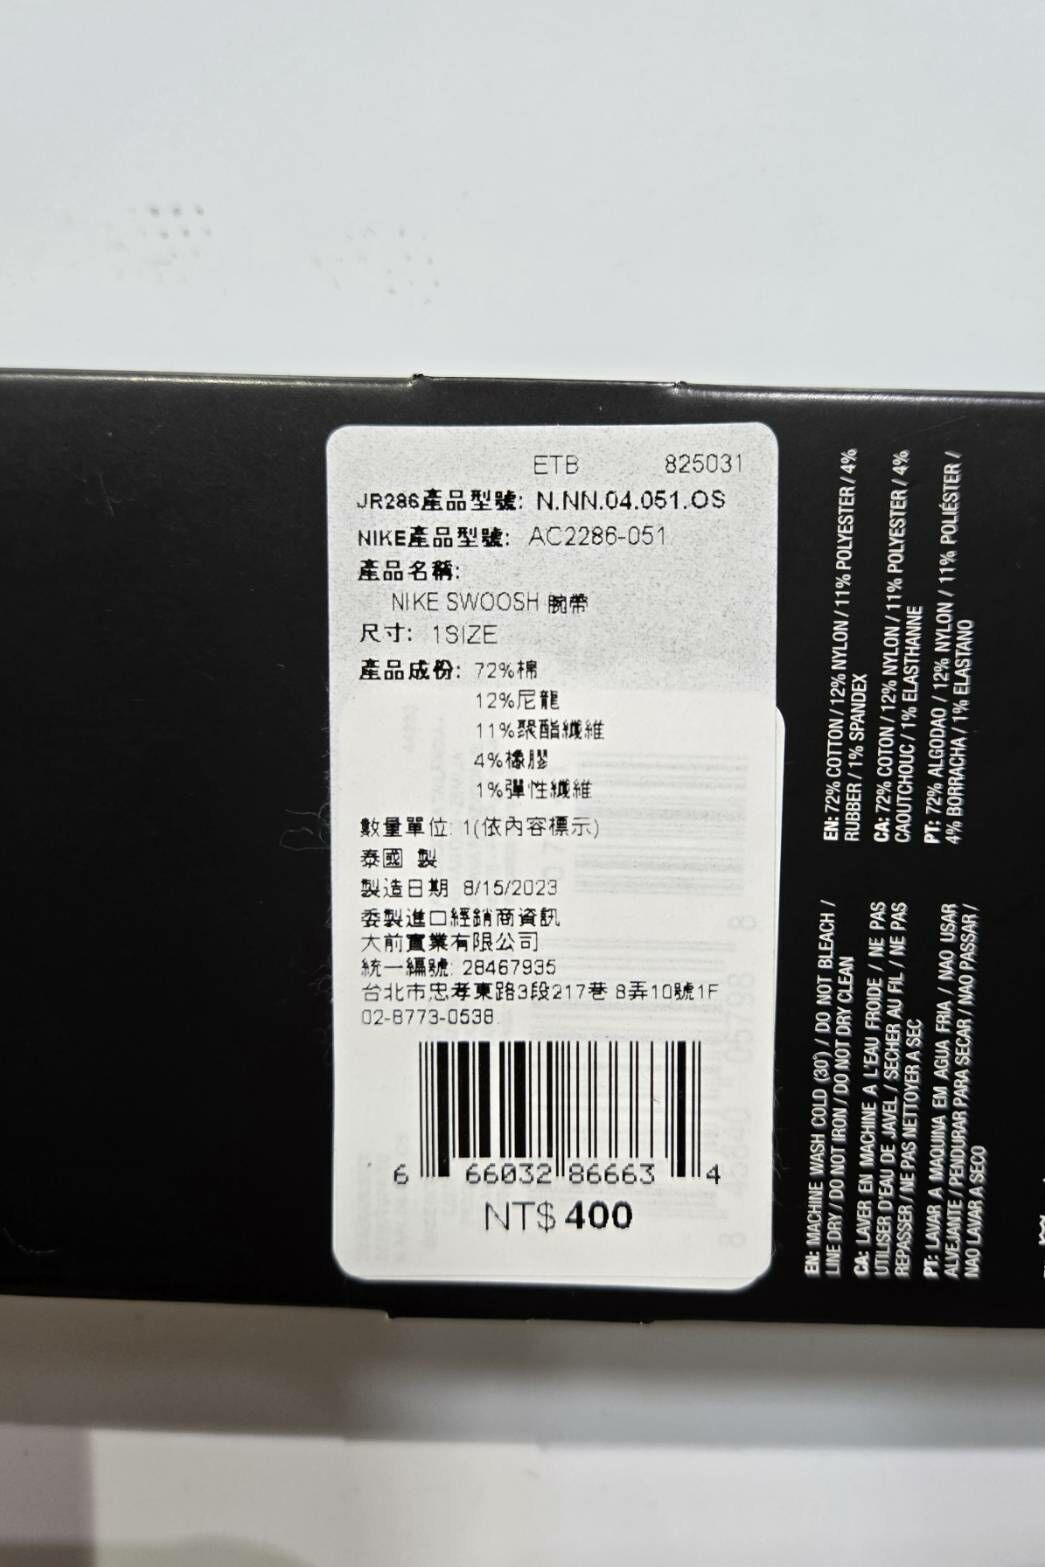 ETB 825031
JR286產品型號: N.NN.04.051.OS
NIKE產品型號: AC2286-051
產品名稱:
NIKE SWOOSH 腕帶
尺寸: 1SIZE
產品成份: 72%棉
12%尼龍
11%聚酯纖維
4%橡膠
1%彈性纖維
數量單位: 1(依內容標示)
泰國 製
製造日期 8/15/2023
委製進口經銷商資訊
大前實業有限公司
統一編號: 28467935
台北市忠孝東路3段217巷 8弄10號1F
02-8773-0538
6 66032 86663 4
NT$ 400
EN: 72% COTTON / 12% NYLON / 11% POLYESTER / 4%
RUBBER / 1% SPANDEX
CA: 72% COTON / 12% NYLON / 11% POLYESTER / 4%
CAOUTCHOUC / 1% ELASTHANNE
PT: 72% ALGODAO / 12% NYLON / 11% POLIÉSTER /
4% BORRACHA / 1% ELASTANO
EN: MACHINE WASH COLD (30°) / DO NOT BLEACH /
LINE DRY / DO NOT IRON / DO NOT DRY CLEAN
CA: LAVER EN MACHINE A L'EAU FROIDE / NE PAS
UTILISER D'EAU DE JAVEL / SECHER AU FIL / NE PAS
REPASSER / NE PAS NETTOYER A SEC
PT: LAVAR A MAQUINA EM AGUA FRIA / NAO USAR
ALVEJANTE / PENDURAR PARA SECAR / NAO PASSAR /
NAO LAVAR A SECO